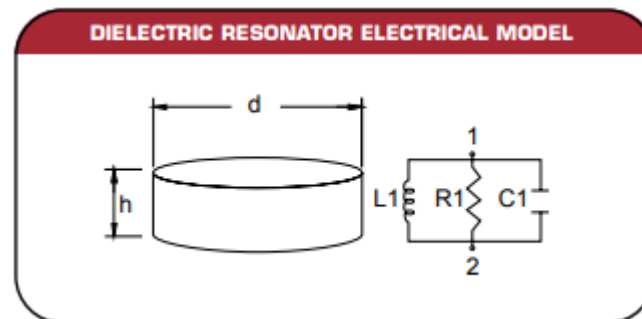 DIELECTRIC RESONATOR ELECTRICAL MODEL
d
h
1
L1 R1 C1
2